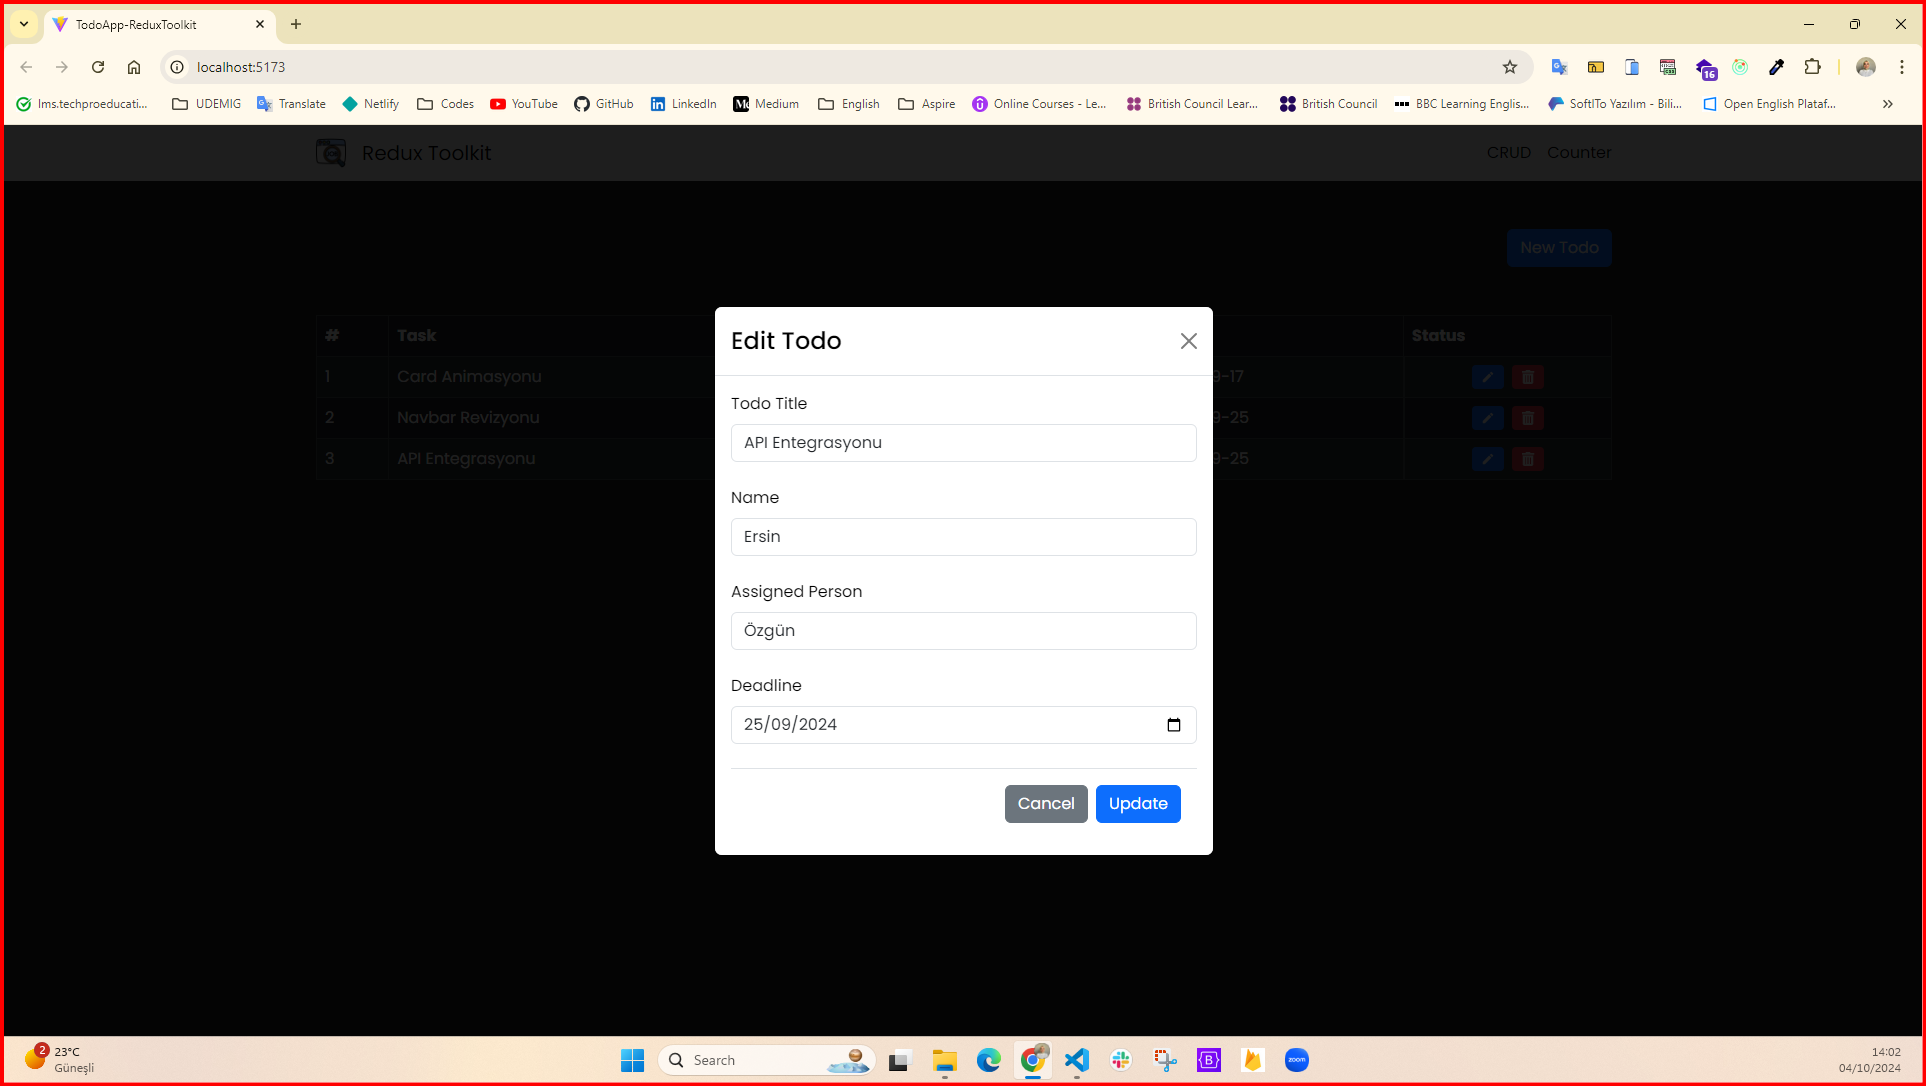 TodoApp-ReduxToolkit
localhost:5173
16
lms.techproeducati... UDEMIG Translate Netlify Codes YouTube GitHub LinkedIn Medium English Aspire Online Courses - Le... British Council Lear... British Council BBC Learning Englis... SoftITo Yazılım - Bili... Open English Plataf...
Redux Toolkit CRUD Counter
New Todo
# Task Status
1 Card Animasyonu 9-17
2 Navbar Revizyonu 9-25
3 API Entegrasyonu 9-25
Edit Todo
Todo Title
API Entegrasyonu
Name
Ersin
Assigned Person
Özgün
Deadline
25/09/2024
Cancel Update
2
23°C
Güneşli
Search
zoom
14:02
04/10/2024